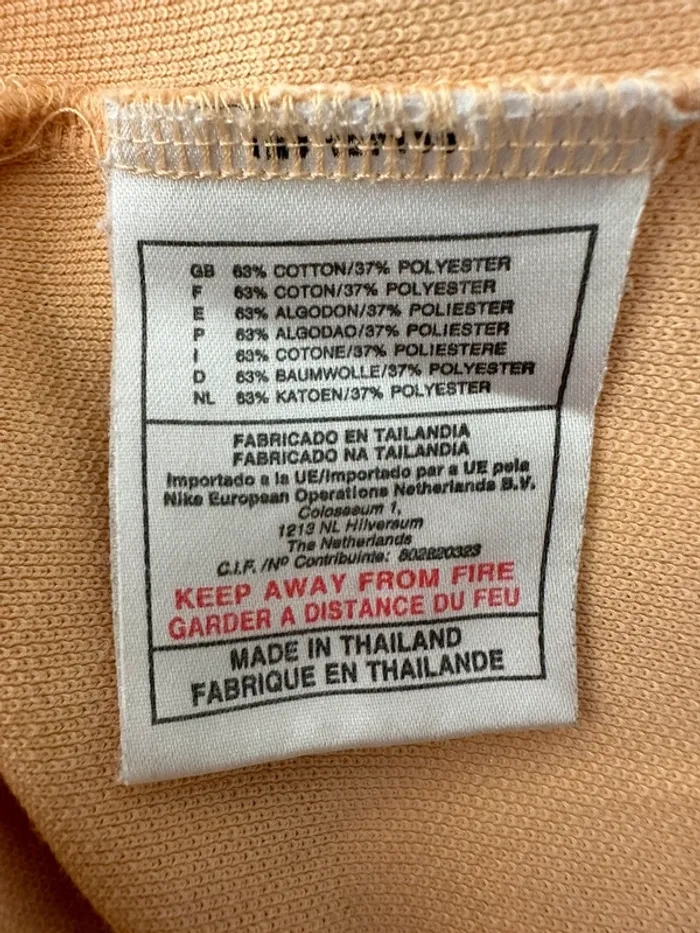 GB 63% COTTON/37% POLYESTER
F 63% COTON/37% POLYESTER
E 63% ALGODON/37% POLIESTER
P 63% ALGODAO/37% POLIESTER
I 63% COTONE/37% POLIESTERE
D 63% BAUMWOLLE/37% POLYESTER
NL 63% KATOEN/37% POLYESTER
FABRICADO EN TAILANDIA
FABRICADO NA TAILANDIA
Importado a la UE/Importado par a UE pela
Nike European Operations Netherlands B.V.
Colosseum 1,
1213 NL Hilversum
The Netherlands
C.I.F. /Nº Contribuinte: 802820323
KEEP AWAY FROM FIRE
GARDER A DISTANCE DU FEU
MADE IN THAILAND
FABRIQUE EN THAILANDE